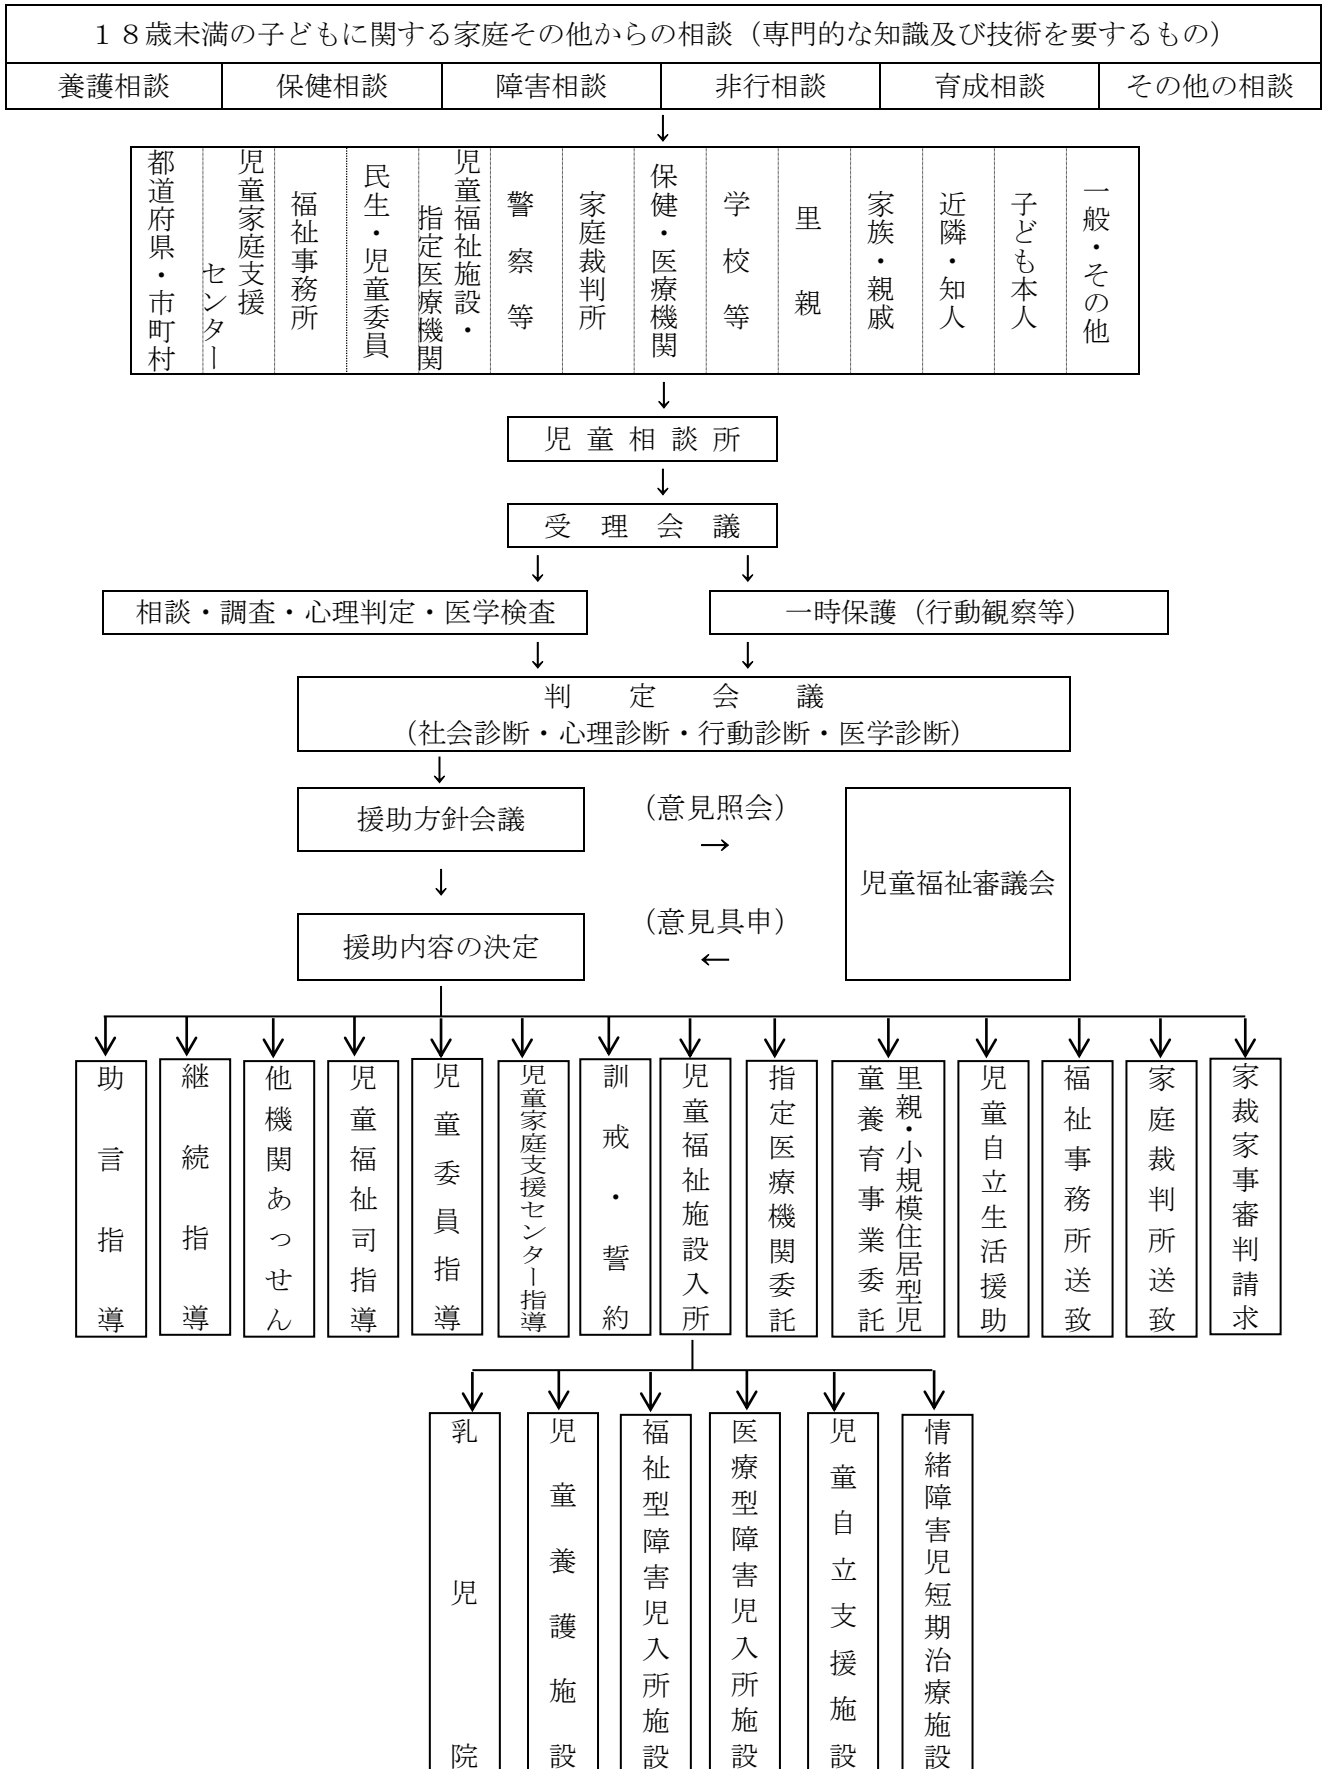 １８歳未満の子どもに関する家庭その他からの相談（専門的な知識及び技術を要するもの）
養護相談
保健相談
障害相談
非行相談
育成相談
その他の相談
↓
都道府県・市町村
児童家庭支援
センター
福祉事務所
民生・児童委員
児童福祉施設・
指定医療機関
警察等
家庭裁判所
保健・医療機関
学校等
里親
家族・親戚
近隣・知人
子ども本人
一般・その他
↓
児童相談所
↓
受理会議
↓ ↓
相談・調査・心理判定・医学検査
一時保護（行動観察等）
↓ ↓
判定会議
（社会診断・心理診断・行動診断・医学診断）
↓
援助方針会議
（意見照会）
→
児童福祉審議会
↓
援助内容の決定
（意見具申）
←
助言指導
継続指導
他機関あっせん
児童福祉司指導
児童委員指導
児童家庭支援センター指導
訓戒・誓約
児童福祉施設入所
指定医療機関委託
里親・小規模住居型児
童養育事業委託
児童自立生活援助
福祉事務所送致
家庭裁判所送致
家裁家事審判請求
乳児院
児童養護施設
福祉型障害児入所施設
医療型障害児入所施設
児童自立支援施設
情緒障害児短期治療施設